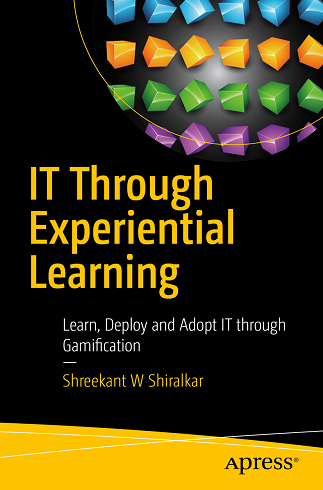 IT Through
Experiential
Learning
Learn, Deploy and Adopt IT through
Gamification
—
Shreekant W Shiralkar
Apress®